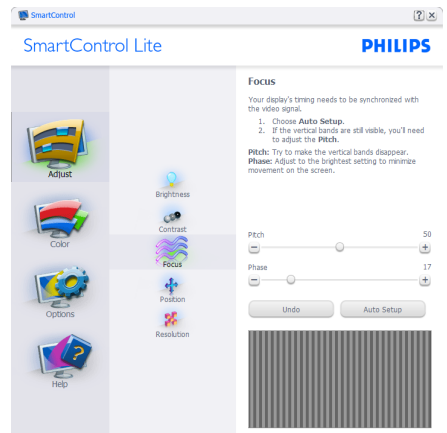 SmartControl
SmartControl Lite
PHILIPS
Adjust
Color
Options
Help
Brightness
Contrast
Focus
Position
Resolution
Focus
Your display's timing needs to be synchronized with
the video signal.
1. Choose Auto Setup.
2. If the vertical bands are still visible, you'll need
to adjust the Pitch.
Pitch: Try to make the vertical bands disappear.
Phase: Adjust to the brightest setting to minimize
movement on the screen.
Pitch 50
Phase 17
Undo Auto Setup